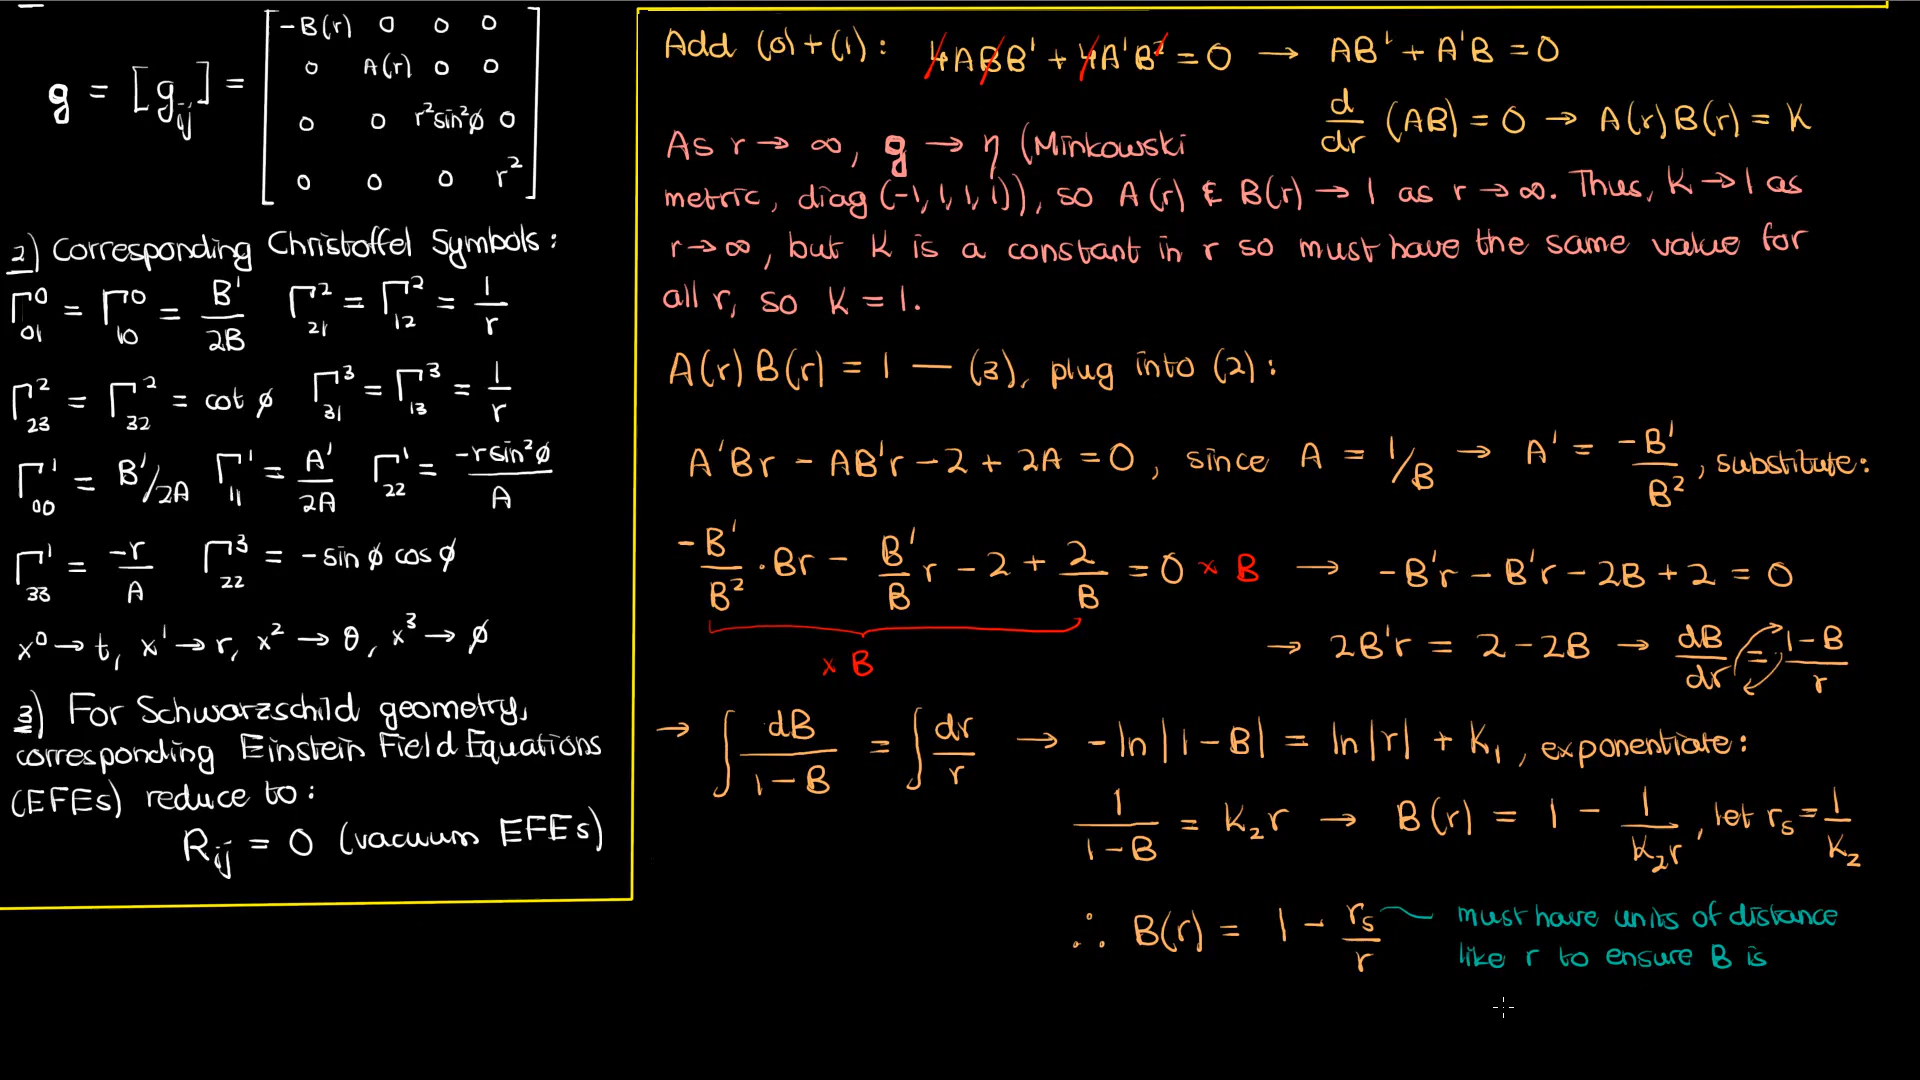 g = [gij] = [ -B(r) 0 0 0
0 A(r) 0 0
0 0 r²sin²φ 0
0 0 0 r² ]
2) Corresponding Christoffel Symbols:
Γ⁰₀₁ = Γ⁰₁₀ = B'/2B Γ²₂₁ = Γ²₁₂ = 1/r
Γ²₂₃ = Γ²₃₂ = cot φ Γ³₃₁ = Γ³₁₃ = 1/r
Γ¹₀₀ = B'/2A Γ¹₁₁ = A'/2A Γ¹₂₂ = -rsin²φ/A
Γ¹₃₃ = -r/A Γ³₂₂ = -sin φ cos φ
x⁰ → t, x¹ → r, x² → θ, x³ → φ
3) For Schwarzschild geometry,
corresponding Einstein Field Equations
(EFEs) reduce to:
Rij = 0 (vacuum EFEs)
Add (0) + (1): 4ABB' + 4A'B² = 0 → AB' + A'B = 0
d/dr (AB) = 0 → A(r)B(r) = K
As r → ∞, g → η (Minkowski
metric, diag (-1, 1, 1, 1)), so A(r) & B(r) → 1 as r → ∞. Thus, K → 1 as
r → ∞, but K is a constant in r so must have the same value for
all r, so K = 1.
A(r)B(r) = 1 — (3), plug into (2):
A'Br - AB'r - 2 + 2A = 0, since A = 1/B → A' = -B'/B², substitute:
-B'/B² · Br - B'/B r - 2 + 2/B = 0 × B → -B'r - B'r - 2B + 2 = 0
× B
→ 2B'r = 2 - 2B → dB/dr = 1-B/r
→ ∫ dB/1-B = ∫ dr/r → -ln|1-B| = ln|r| + K₁, exponentiate:
1/1-B = K₂r → B(r) = 1 - 1/K₂r, let rs = 1/K₂
∴ B(r) = 1 - rs/r
must have units of distance
like r to ensure B is